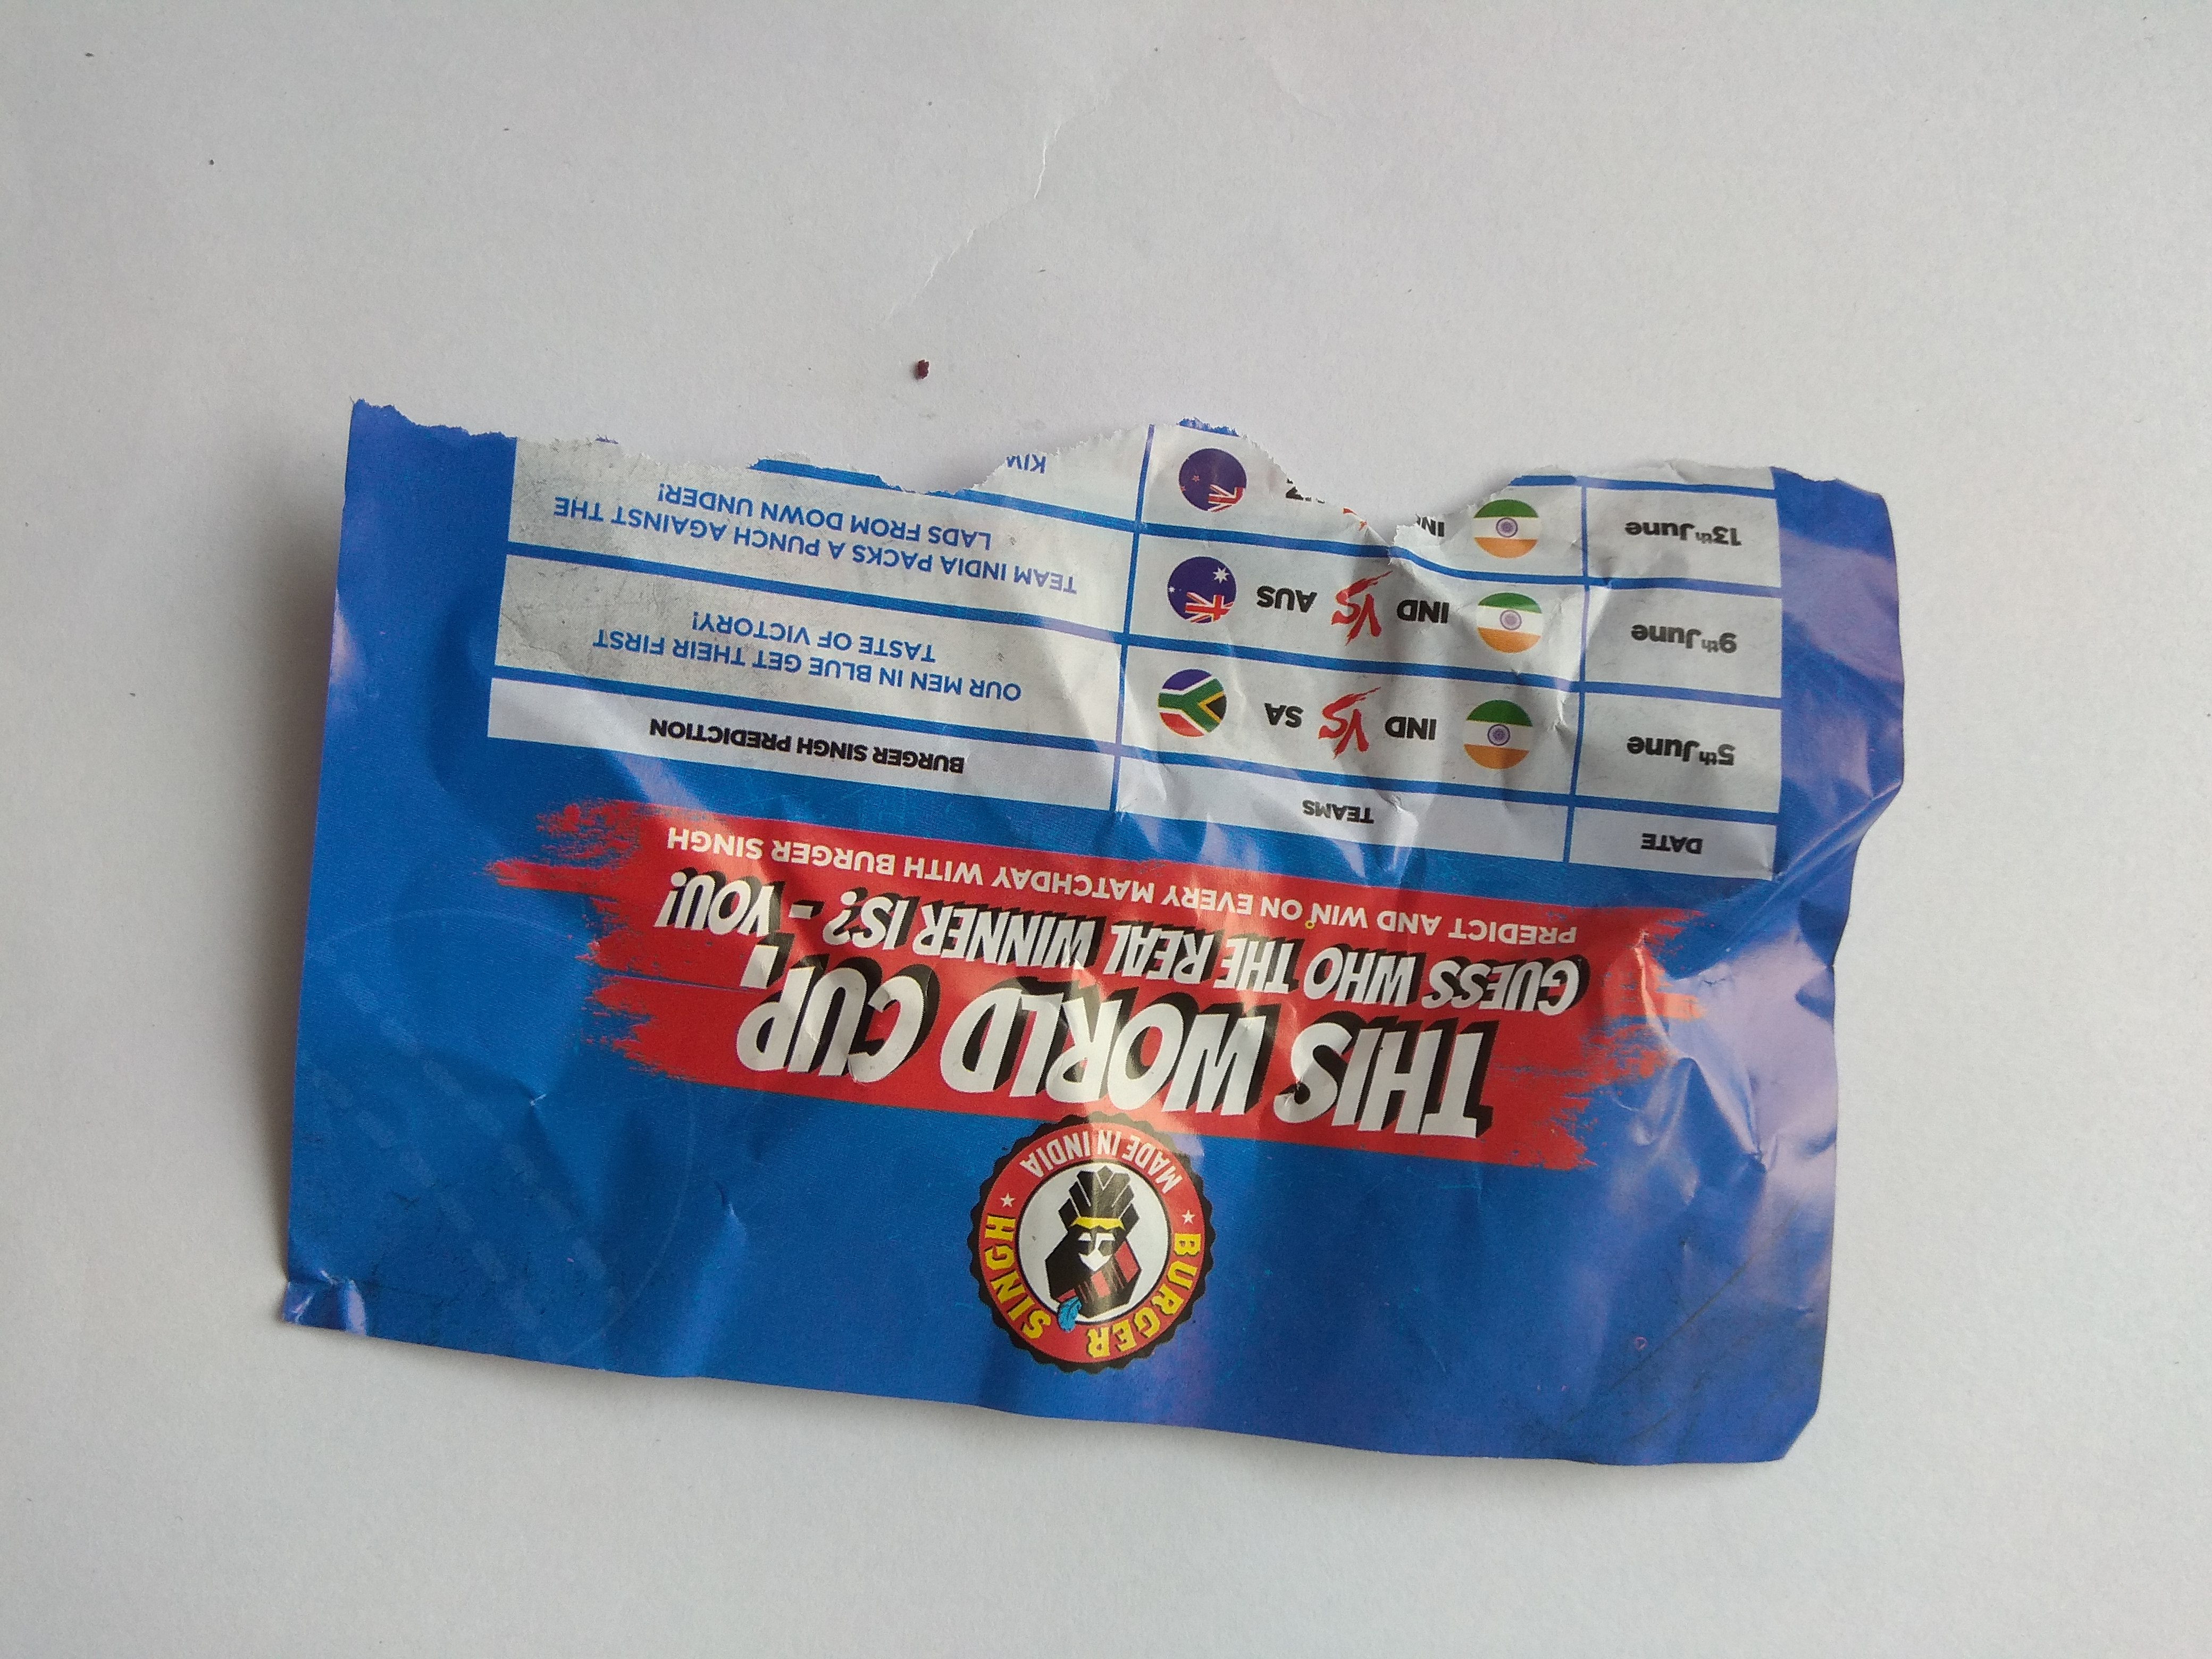 BURGER SINGH
MADE IN INDIA
THIS WORLD CUP,
GUESS WHO THE REAL WINNER IS? - YOU!
PREDICT AND WIN ON EVERY MATCHDAY WITH BURGER SINGH
DATE TEAMS BURGER SINGH PREDICTION
5th June IND VS SA OUR MEN IN BLUE GET THEIR FIRST
TASTE OF VICTORY!
9th June IND VS AUS TEAM INDIA PACKS A PUNCH AGAINST THE
LADS FROM DOWN UNDER!
13th June